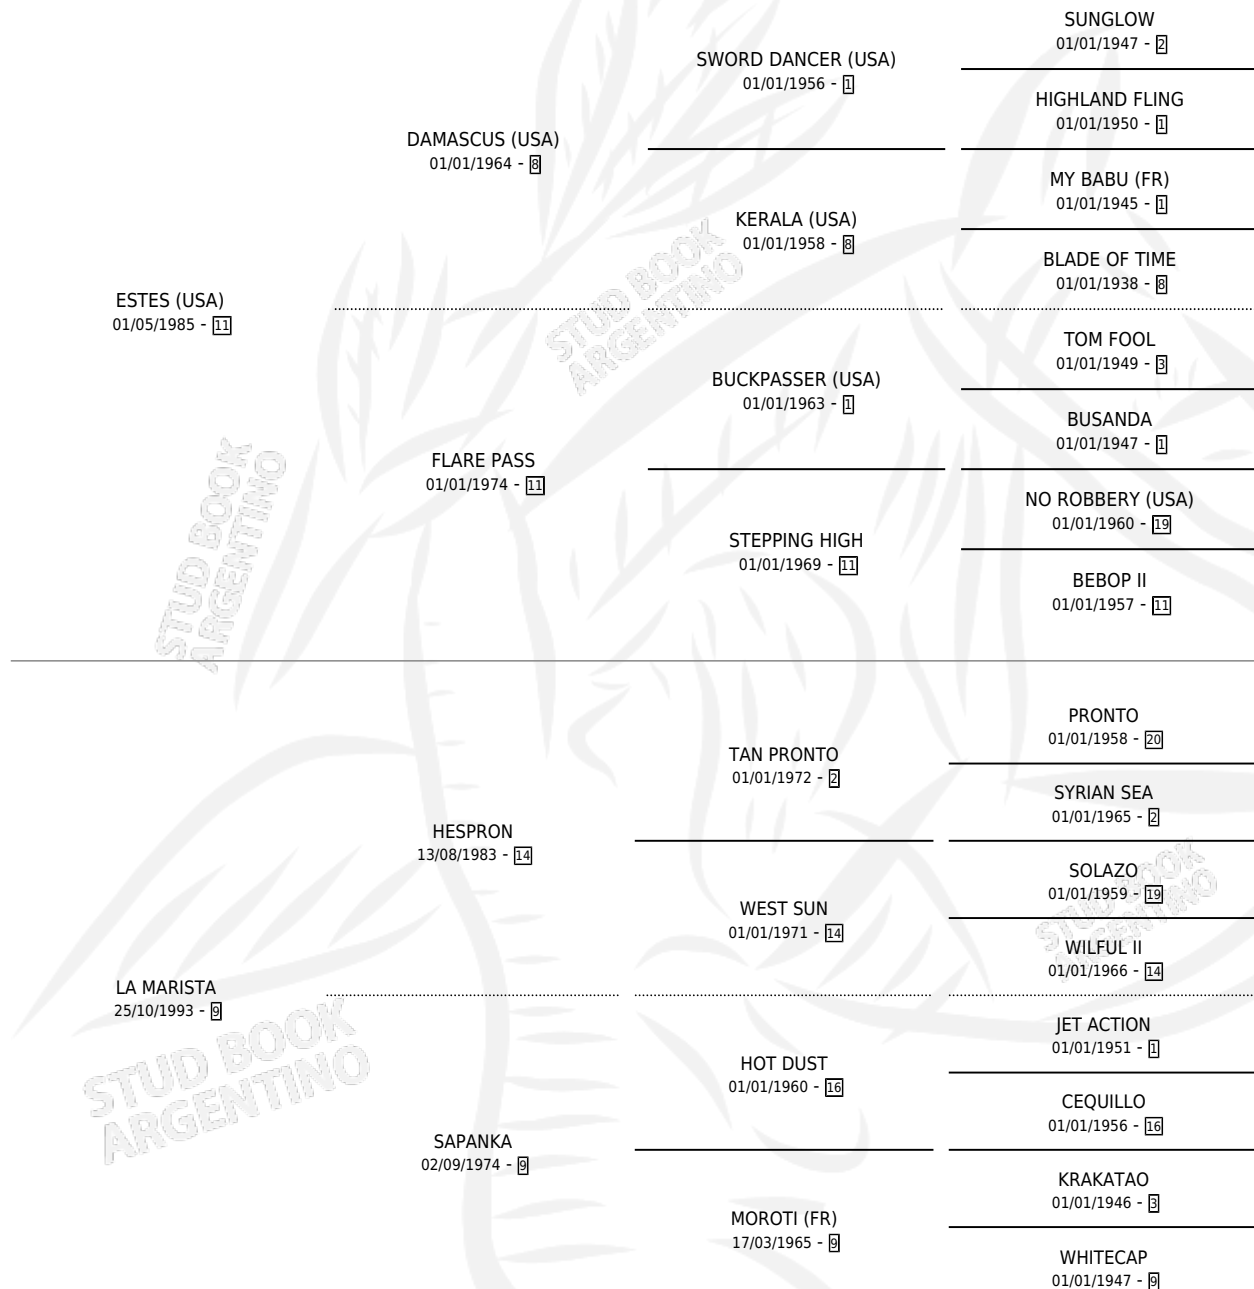 SUNGLOW
01/01/1947 - 2
SWORD DANCER (USA)
01/01/1956 - 1
HIGHLAND FLING
01/01/1950 - 1
DAMASCUS (USA)
01/01/1964 - 8
MY BABU (FR)
01/01/1945 - 1
KERALA (USA)
01/01/1958 - 8
BLADE OF TIME
01/01/1938 - 8
ESTES (USA)
01/05/1985 - 11
STUD BOOK
ARGENTINO
TOM FOOL
01/01/1949 - 3
BUCKPASSER (USA)
01/01/1963 - 1
BUSANDA
01/01/1947 - 1
FLARE PASS
01/01/1974 - 11
NO ROBBERY (USA)
01/01/1960 - 19
STEPPING HIGH
01/01/1969 - 11
BEBOP II
01/01/1957 - 11
STUD BOOK
ARGENTINO
PRONTO
01/01/1958 - 20
TAN PRONTO
01/01/1972 - 2
SYRIAN SEA
01/01/1965 - 2
HESPRON
13/08/1983 - 14
SOLAZO
01/01/1959 - 19
WEST SUN
01/01/1971 - 14
WILFUL II
01/01/1966 - 14
STUD BOOK
ARGENTINO
LA MARISTA
25/10/1993 - 9
JET ACTION
01/01/1951 - 1
HOT DUST
01/01/1960 - 16
CEQUILLO
01/01/1956 - 16
STUD BOOK
ARGENTINO
SAPANKA
02/09/1974 - 9
KRAKATAO
01/01/1946 - 3
MOROTI (FR)
17/03/1965 - 9
WHITECAP
01/01/1947 - 9